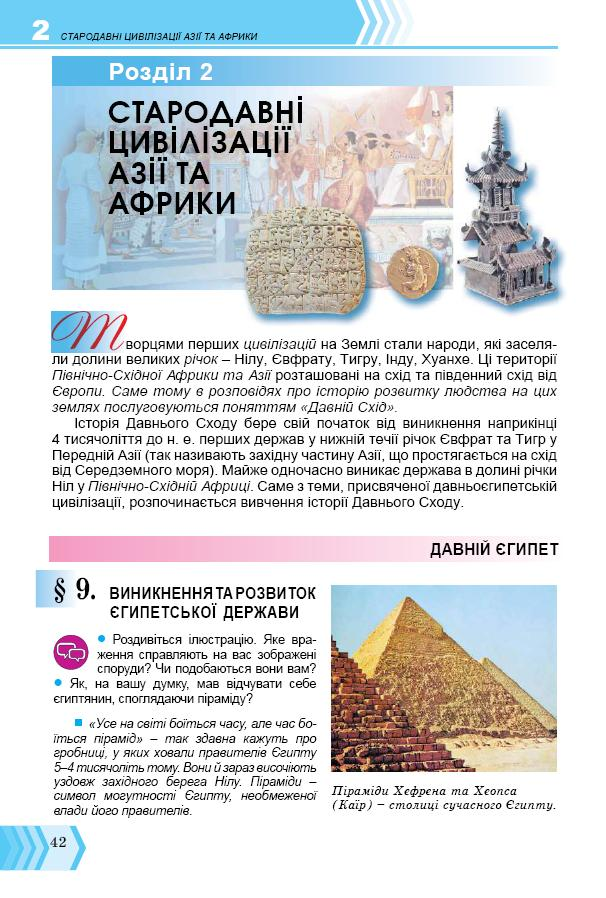 2
СТАРОДАВНІ ЦИВІЛІЗАЦІЇ АЗІЇ ТА АФРИКИ
Розділ 2
СТАРОДАВНІ
ЦИВІЛІЗАЦІЇ
АЗІЇ ТА
АФРИКИ
Творцями перших цивілізацій на Землі стали народи, які заселя-
ли долини великих річок – Нілу, Євфрату, Тигру, Інду, Хуанхе. Ці території
Північно-Східної Африки та Азії розташовані на схід та південний схід від
Європи. Саме тому в розповідях про історію розвитку людства на цих
землях послуговуються поняттям «Давній Схід».
Історія Давнього Сходу бере свій початок від виникнення наприкінці
4 тисячоліття до н. е. перших держав у нижній течії річок Євфрат та Тигр у
Передній Азії (так називають західну частину Азії, що простягається на схід
від Середземного моря). Майже одночасно виникає держава в долині річки
Ніл у Північно-Східній Африці. Саме з теми, присвяченої давньоєгипетській
цивілізації, розпочинається вивчення історії Давнього Сходу.
ДАВНІЙ ЄГИПЕТ
§ 9. ВИНИКНЕННЯ ТА РОЗВИТОК
ЄГИПЕТСЬКОЇ ДЕРЖАВИ
• Роздивіться ілюстрацію. Яке вра-
ження справляють на вас зображені
споруди? Чи подобаються вони вам?
• Як, на вашу думку, мав відчувати себе
єгиптянин, споглядаючи піраміду?
■ «Усе на світі боїться часу, але час бо-
їться пірамід» – так здавна кажуть про
гробниці, у яких ховали правителів Єгипту
5–4 тисячоліть тому. Вони й зараз височіють
уздовж західного берега Нілу. Піраміди –
символ могутності Єгипту, необмеженої
влади його правителів.
Піраміди Хефрена та Хеопса
(Каїр) – столиці сучасного Єгипту.
42